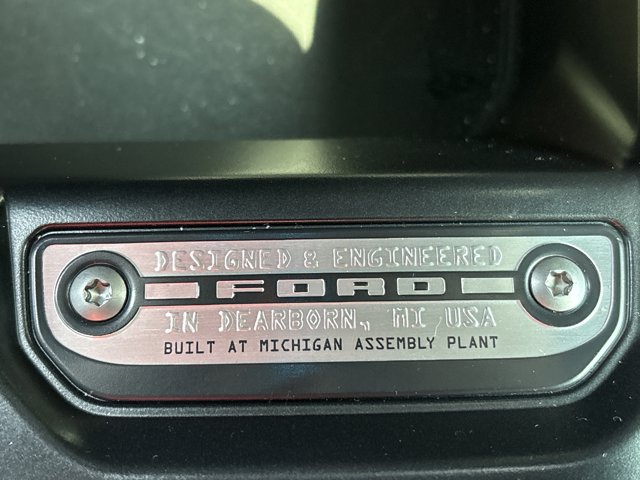 DESIGNED & ENGINEERED
FORD
IN DEARBORN, MI USA
BUILT AT MICHIGAN ASSEMBLY PLANT